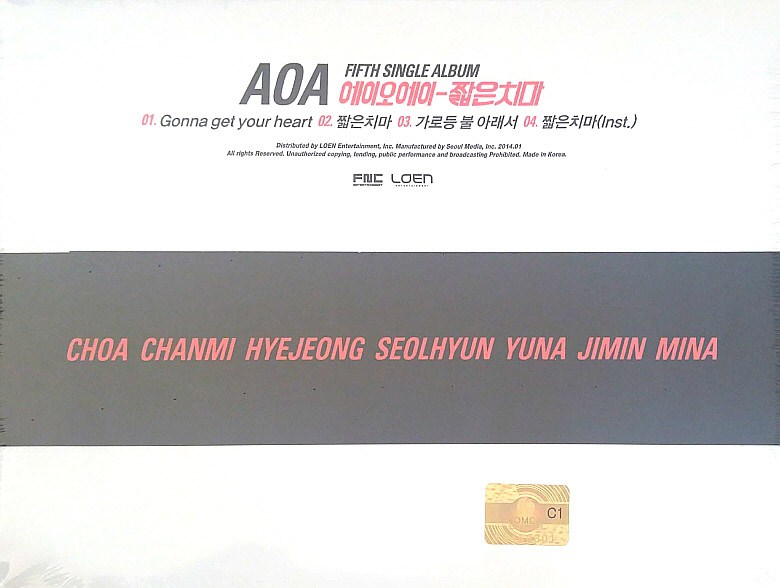 AOA FIFTH SINGLE ALBUM
에이오에이-짧은치마
01. Gonna get your heart 02. 짧은치마 03. 가로등 불 아래서 04. 짧은치마(Inst.)
Distributed by LOEN Entertainment, Inc. Manufactured by Seoul Media, Inc. 2014.01
All rights Reserved. Unauthorized copying, lending, public performance and broadcasting Prohibited. Made in Korea.
FNC LOEN
ENTERTAINMENT ENTERTAINMENT
CHOA CHANMI HYEJEONG SEOLHYUN YUNA JIMIN MINA
C1